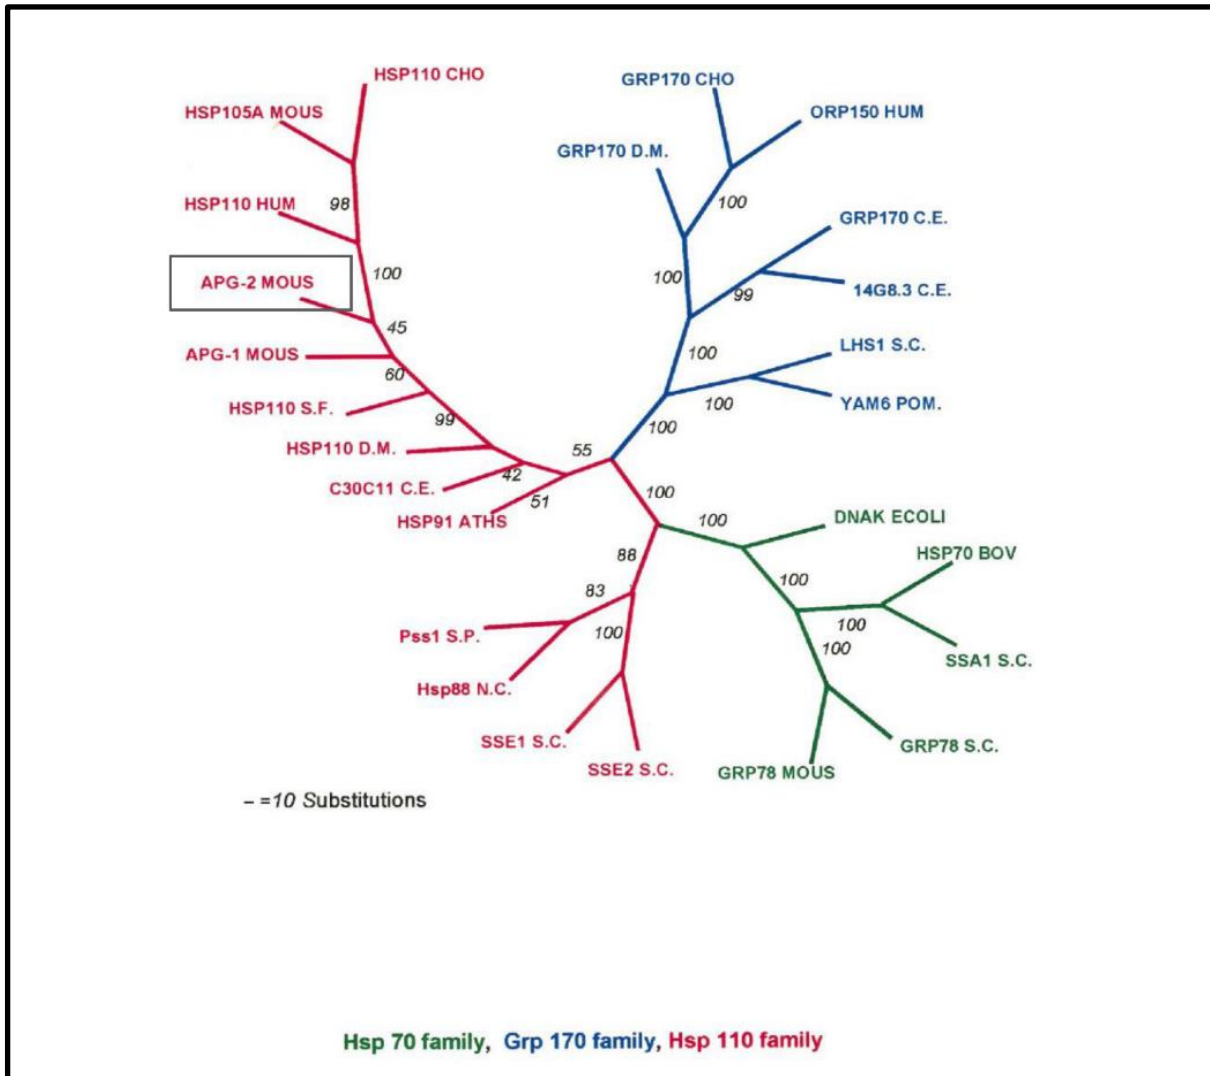 HSP110 CHO
GRP170 CHO
HSP105A MOUS
ORP150 HUM
GRP170 D.M.
HSP110 HUM
98
100
GRP170 C.E.
APG-2 MOUS
100
100
99
14G8.3 C.E.
45
APG-1 MOUS
100
LHS1 S.C.
60
HSP110 S.F.
100
YAM6 POM.
99
100
HSP110 D.M.
55
C30C11 C.E.
42
51
100
HSP91 ATHS
100
DNAK ECOLI
88
HSP70 BOV
83
100
Pss1 S.P.
100
100
100
SSA1 S.C.
Hsp88 N.C.
SSE1 S.C.
GRP78 S.C.
SSE2 S.C.
GRP78 MOUS
– =10 Substitutions
Hsp 70 family, Grp 170 family, Hsp 110 family